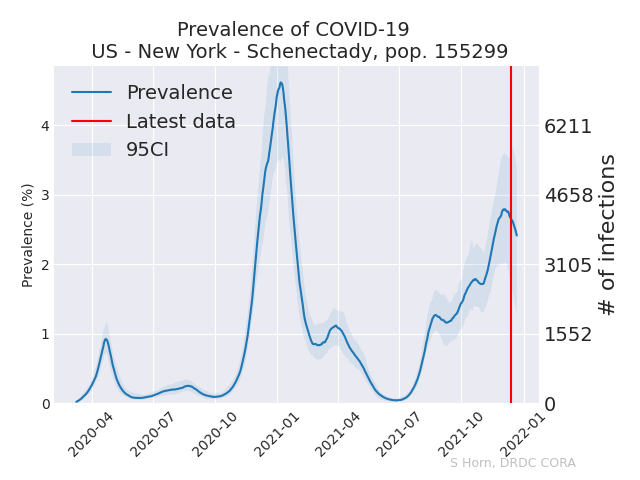 Prevalence of COVID-19
US - New York - Schenectady, pop. 155299
Prevalence
Latest data
95CI
Prevalence (%)
4
3
2
1
0
6211
4658
3105
1552
0
# of infections
2020-04
2020-07
2020-10
2021-01
2021-04
2021-07
2021-10
2022-01
S Horn, DRDC CORA